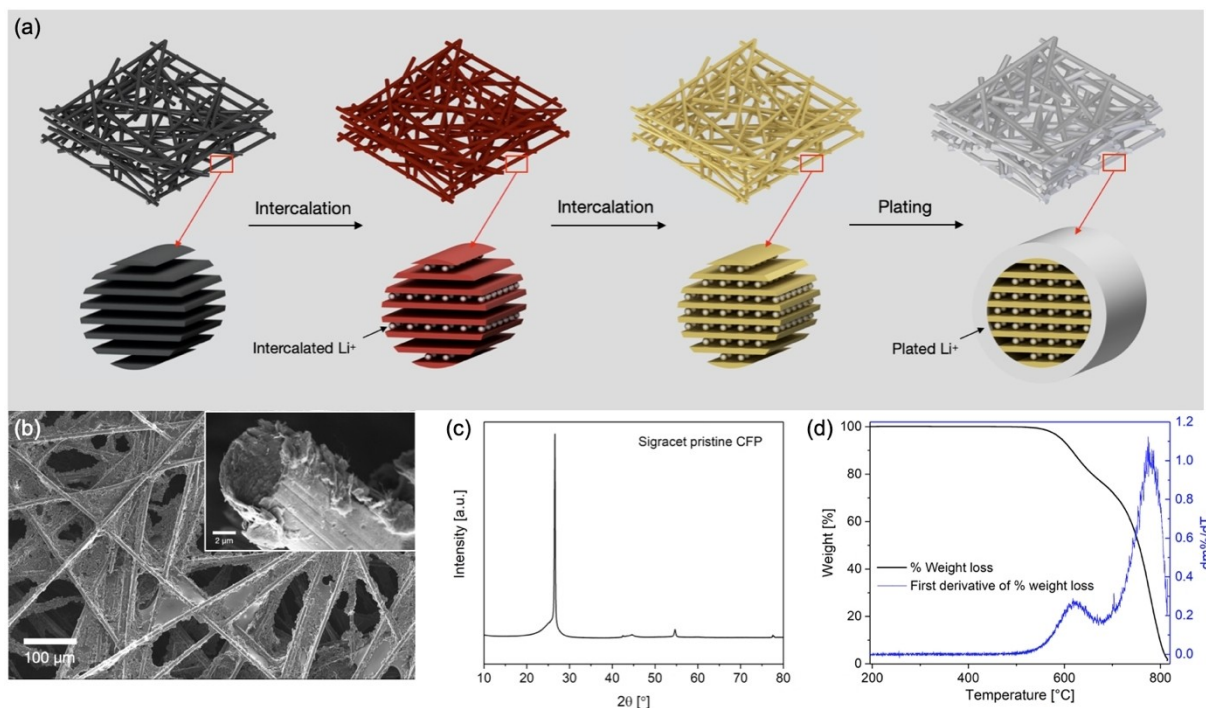 (a)
Intercalation
Intercalation
Plating
Intercalated Li⁺
Plated Li⁺
(b)
2 µm
100 µm
(c)
Sigracet pristine CFP
Intensity [a.u.]
10 20 30 40 50 60 70 80
2θ [°]
(d)
100
80
60
40
20
0
Weight [%]
% Weight loss
First derivative of % weight loss
1.2
1.0
0.8
0.6
0.4
0.2
0.0
dm%/dT
200 400 600 800
Temperature [°C]